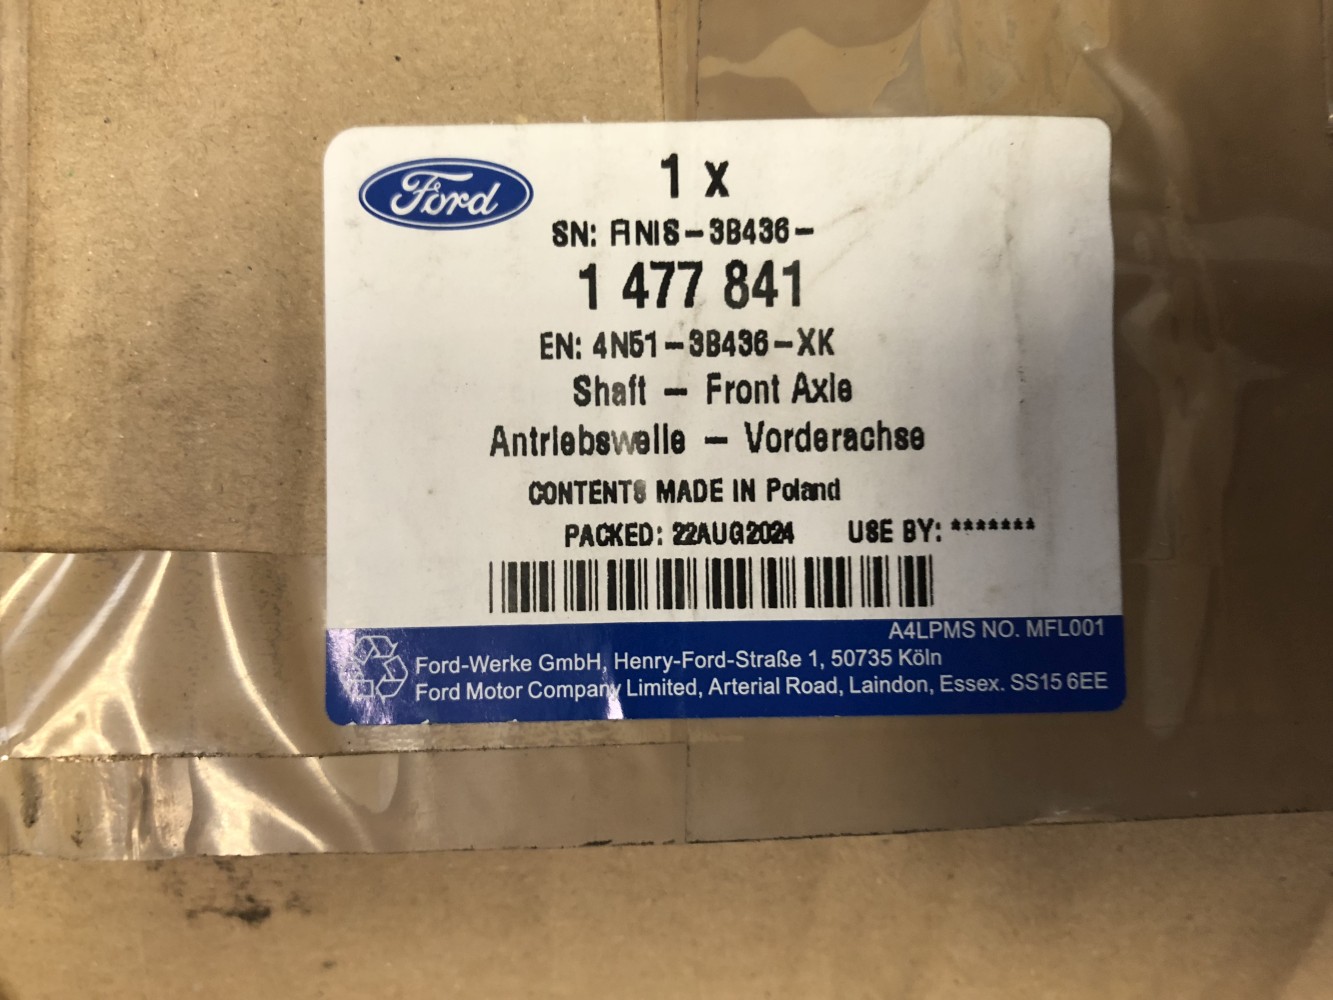 Ford
1 x
SN: FINIS-3B436-
1 477 841
EN: 4N51-3B436-XK
Shaft - Front Axle
Antriebswelle - Vorderachse
CONTENTS MADE IN Poland
PACKED: 22AUG2024 USE BY: *******
A4LPMS NO. MFL001
Ford-Werke GmbH, Henry-Ford-Straße 1, 50735 Köln
Ford Motor Company Limited, Arterial Road, Laindon, Essex. SS15 6EE